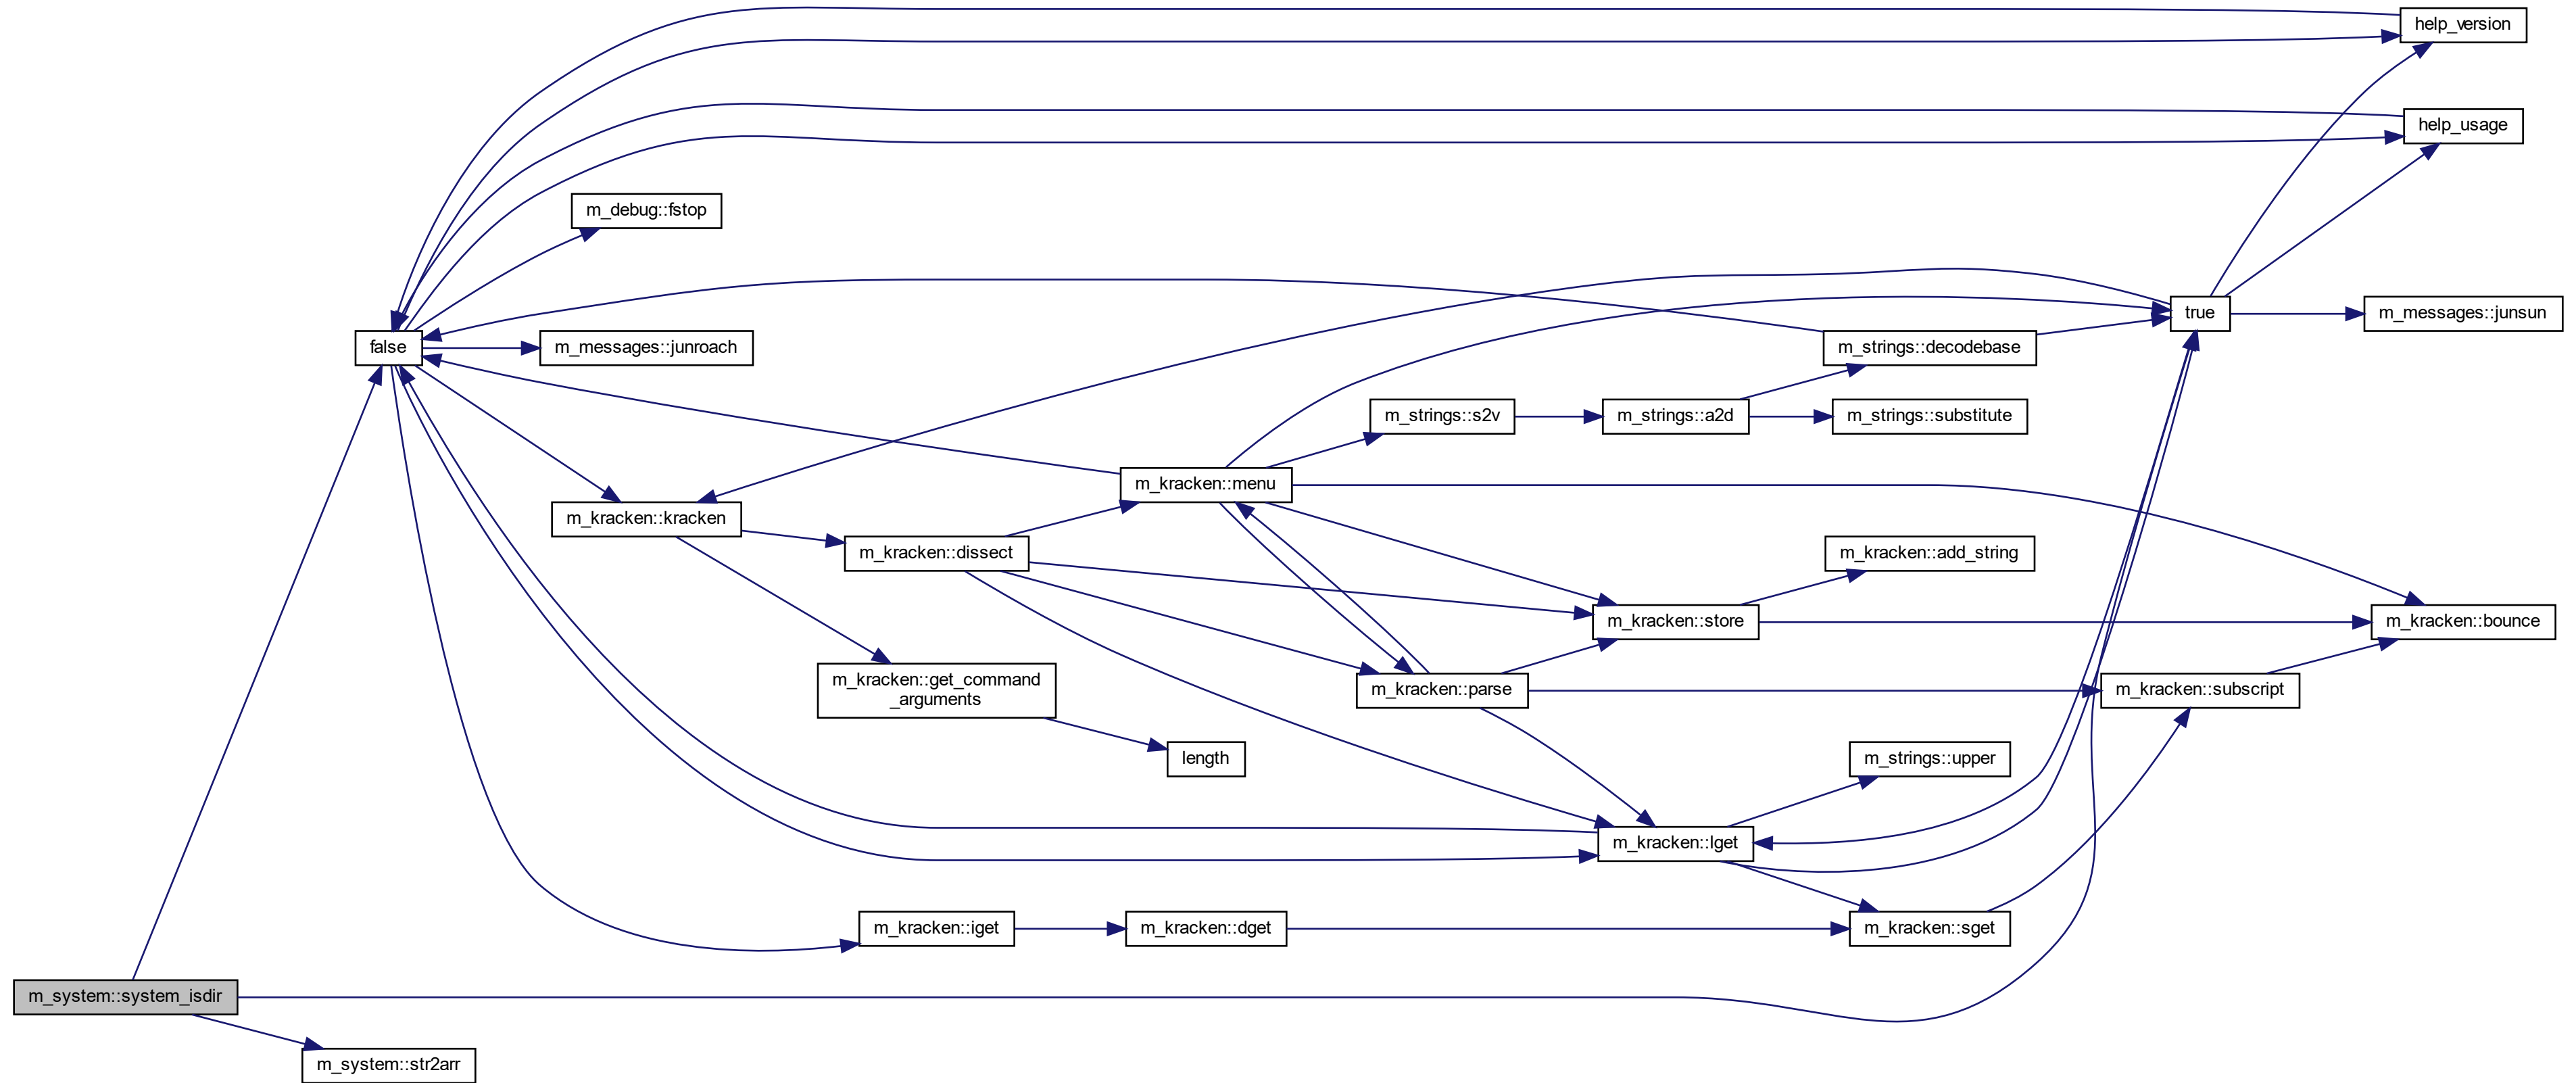 help_version
help_usage
m_debug::fstop
true
m_messages::junsun
false
m_messages::junroach
m_strings::decodebase
m_strings::s2v
m_strings::a2d
m_strings::substitute
m_kracken::menu
m_kracken::kracken
m_kracken::dissect
m_kracken::add_string
m_kracken::store
m_kracken::bounce
m_kracken::get_command
_arguments
m_kracken::parse
m_kracken::subscript
length
m_strings::upper
m_kracken::lget
m_kracken::iget
m_kracken::dget
m_kracken::sget
m_system::system_isdir
m_system::str2arr